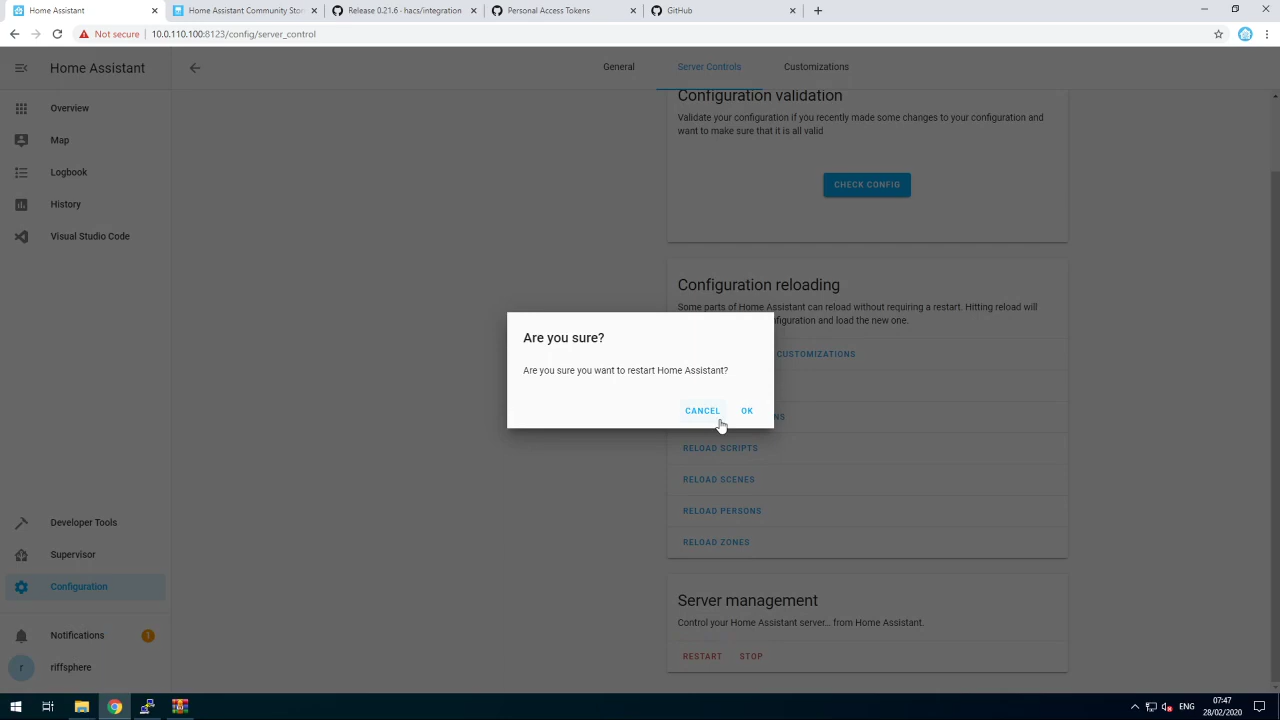 Home Assistant
Home Assistant Community Stor
Release 0.21.6 · hacs/integration
Personal Access Tokens
GitHub
Not secure
10.0.110.100:8123/config/server_control
Home Assistant
General
Server Controls
Customizations
Overview
Map
Logbook
History
Visual Studio Code
Developer Tools
Supervisor
Configuration
Notifications
1
r
riffsphere
Configuration validation
Validate your configuration if you recently made some changes to your configuration and
want to make sure that it is all valid
CHECK CONFIG
Configuration reloading
Some parts of Home Assistant can reload without requiring a restart. Hitting reload will
figuration and load the new one.
CUSTOMIZATIONS
NS
RELOAD SCRIPTS
RELOAD SCENES
RELOAD PERSONS
RELOAD ZONES
Are you sure?
Are you sure you want to restart Home Assistant?
CANCEL
OK
Server management
Control your Home Assistant server... from Home Assistant.
RESTART
STOP
ENG
07:47
28/02/2020